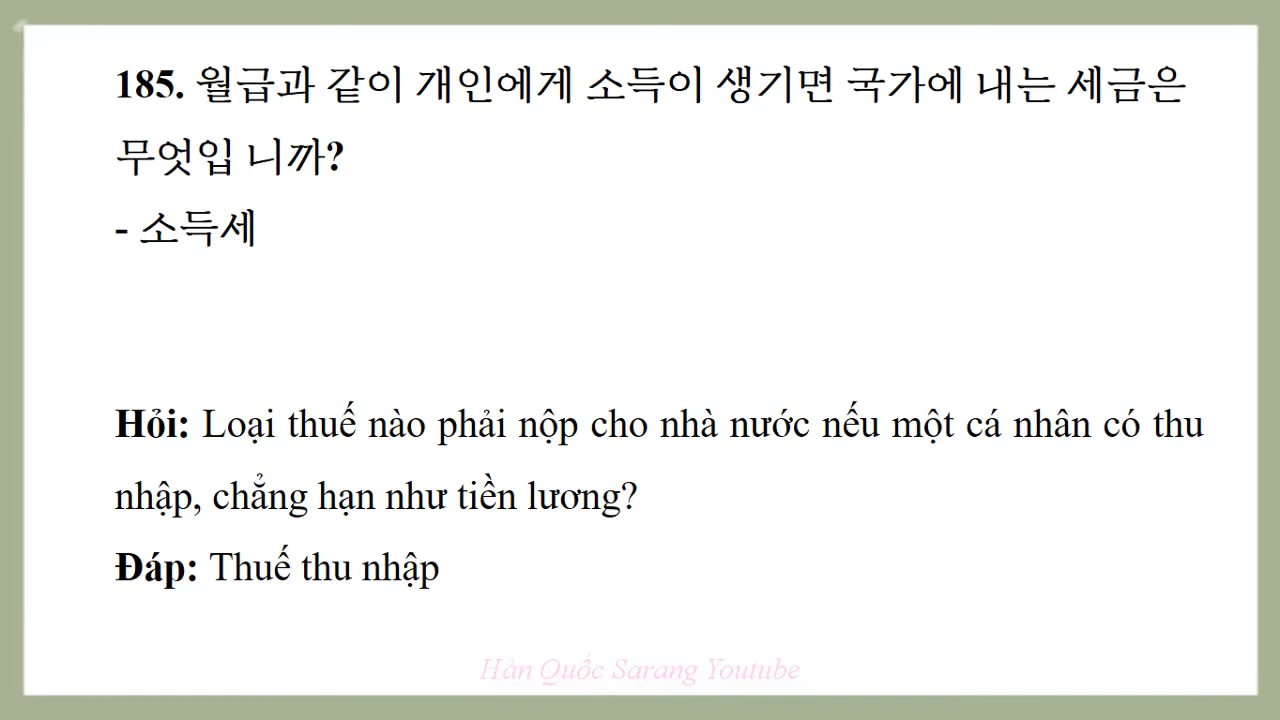 185. 월급과 같이 개인에게 소득이 생기면 국가에 내는 세금은
무엇입 니까?
- 소득세
Hỏi: Loại thuế nào phải nộp cho nhà nước nếu một cá nhân có thu
nhập, chẳng hạn như tiền lương?
Đáp: Thuế thu nhập
Hàn Quốc Sarang Youtube